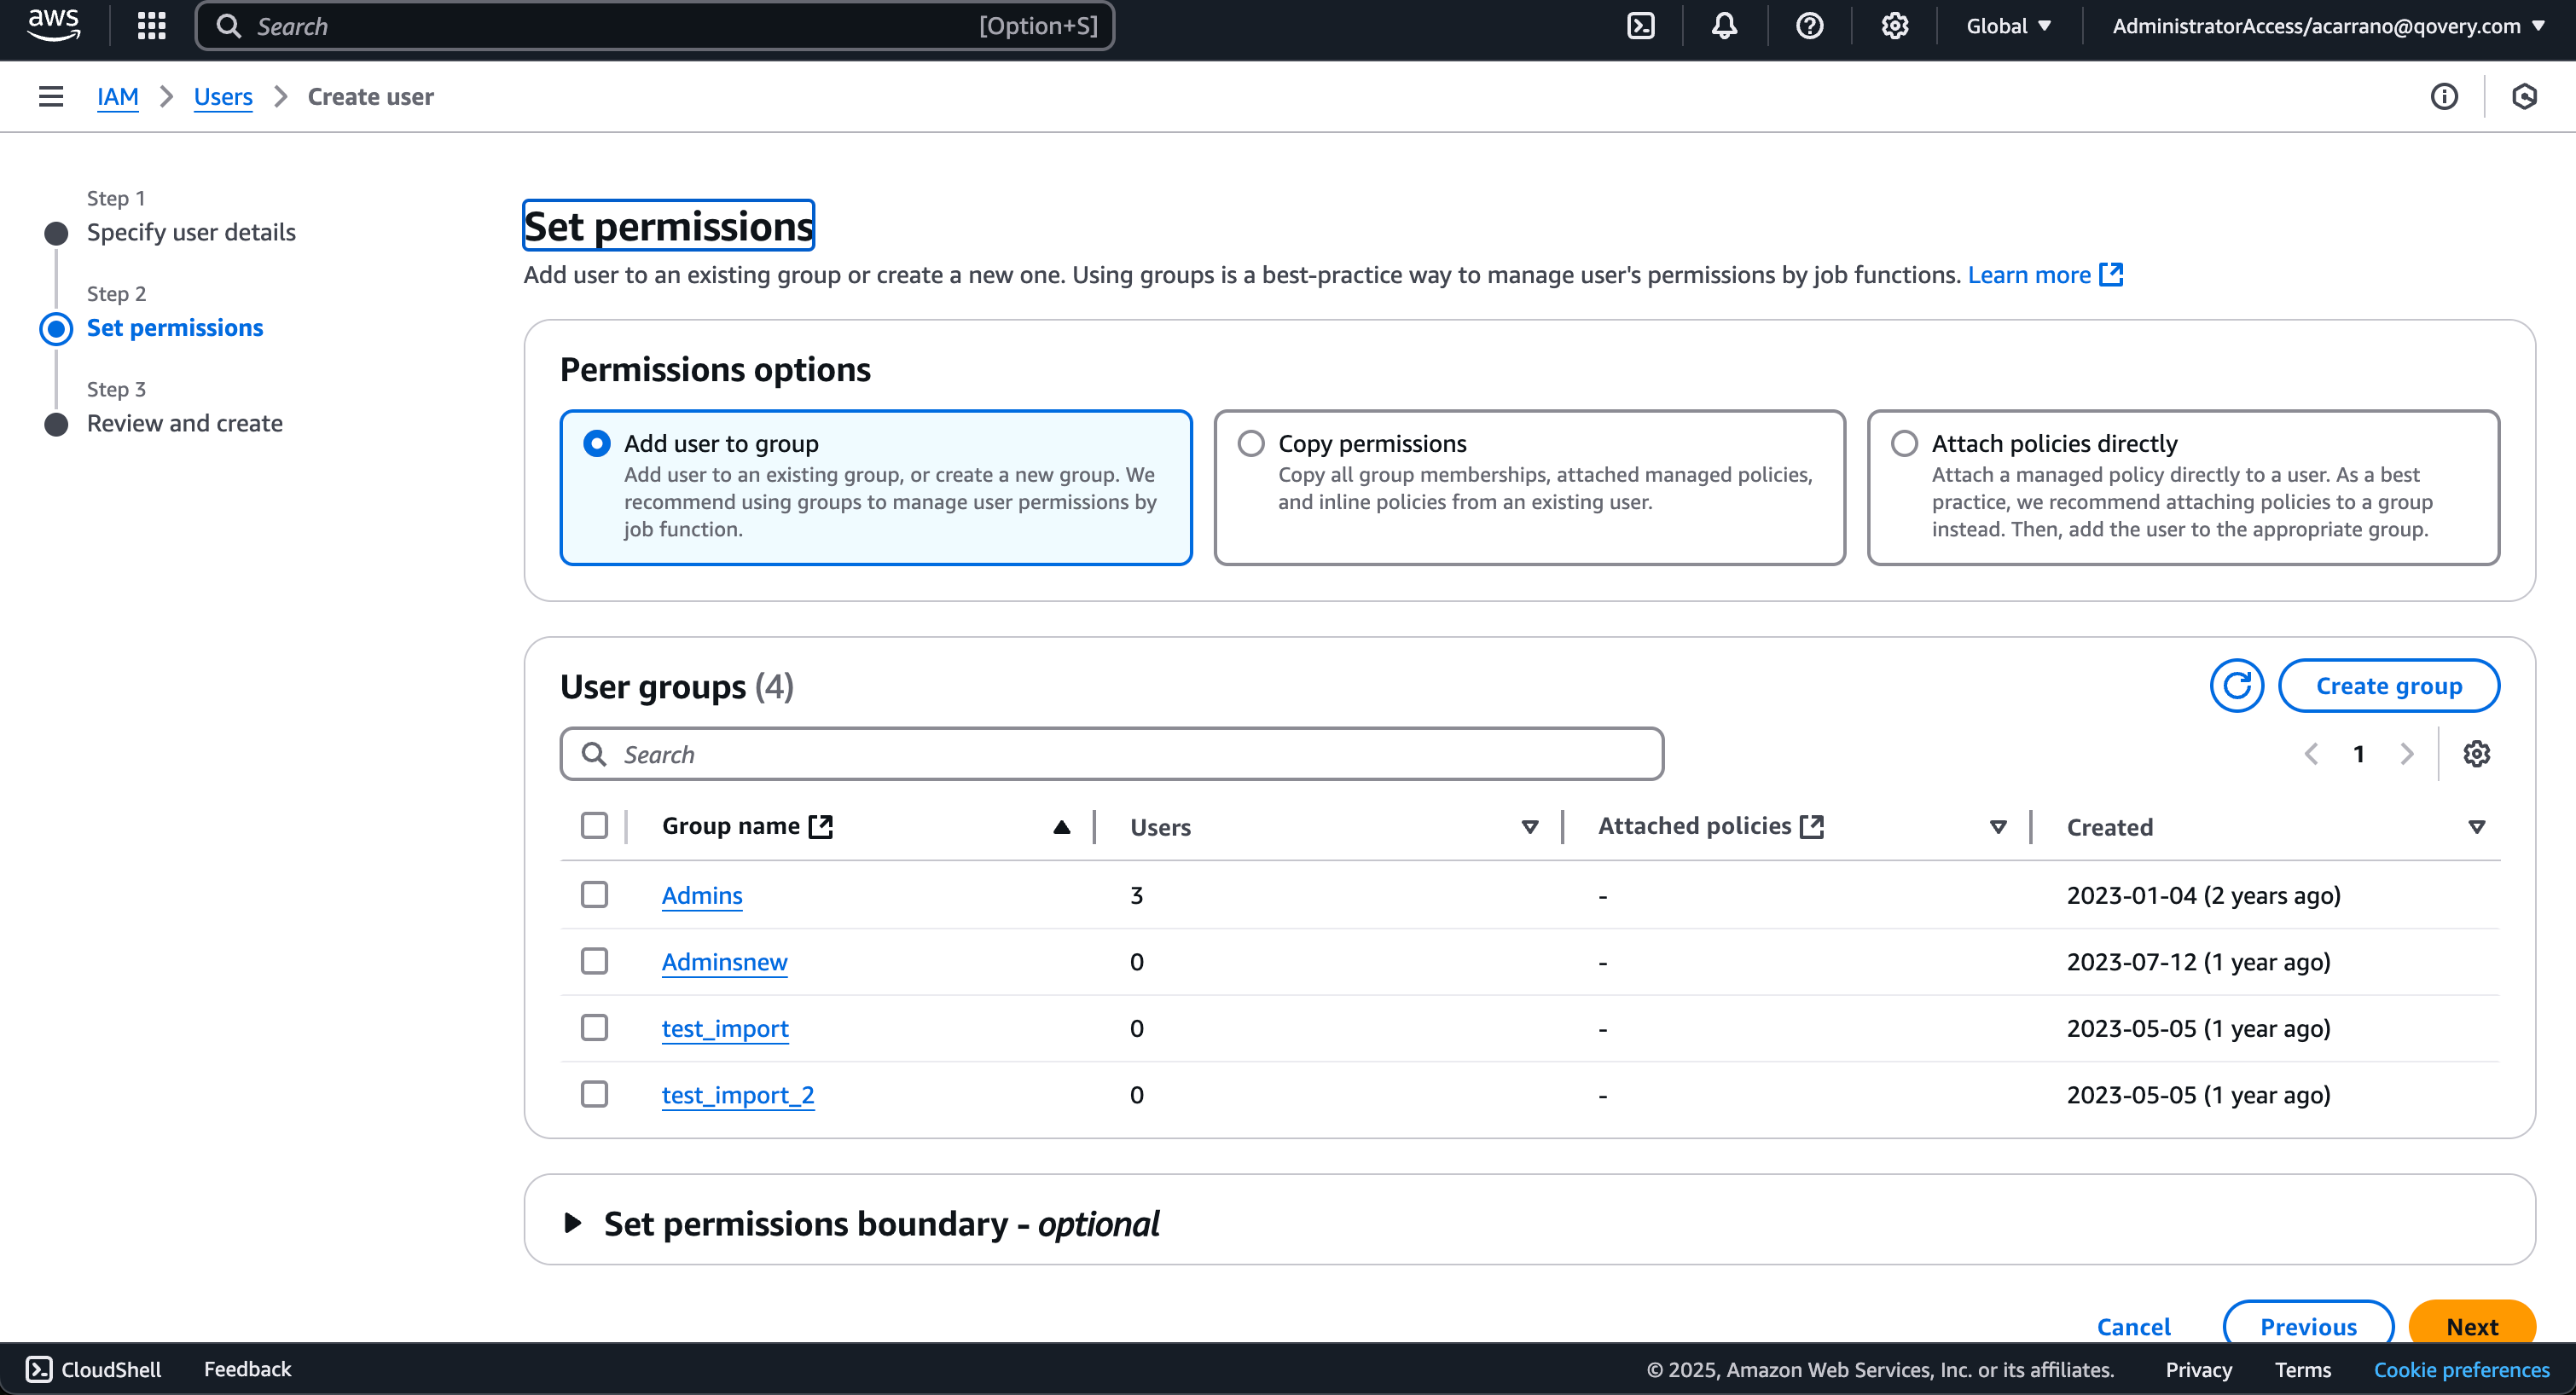 aws
Search
[Option+S]
Global
AdministratorAccess/acarrano@qovery.com
IAM
Users
Create user
Step 1
Specify user details
Step 2
Set permissions
Step 3
Review and create
Set permissions
Add user to an existing group or create a new one. Using groups is a best-practice way to manage user's permissions by job functions. Learn more
Permissions options
Add user to group
Add user to an existing group, or create a new group. We
recommend using groups to manage user permissions by
job function.
Copy permissions
Copy all group memberships, attached managed policies,
and inline policies from an existing user.
Attach policies directly
Attach a managed policy directly to a user. As a best
practice, we recommend attaching policies to a group
instead. Then, add the user to the appropriate group.
User groups (4)
Create group
Search
1
Group name Users Attached policies Created
Admins 3 - 2023-01-04 (2 years ago)
Adminsnew 0 - 2023-07-12 (1 year ago)
test_import 0 - 2023-05-05 (1 year ago)
test_import_2 0 - 2023-05-05 (1 year ago)
Set permissions boundary - optional
Cancel
Previous
Next
CloudShell
Feedback
© 2025, Amazon Web Services, Inc. or its affiliates.
Privacy
Terms
Cookie preferences